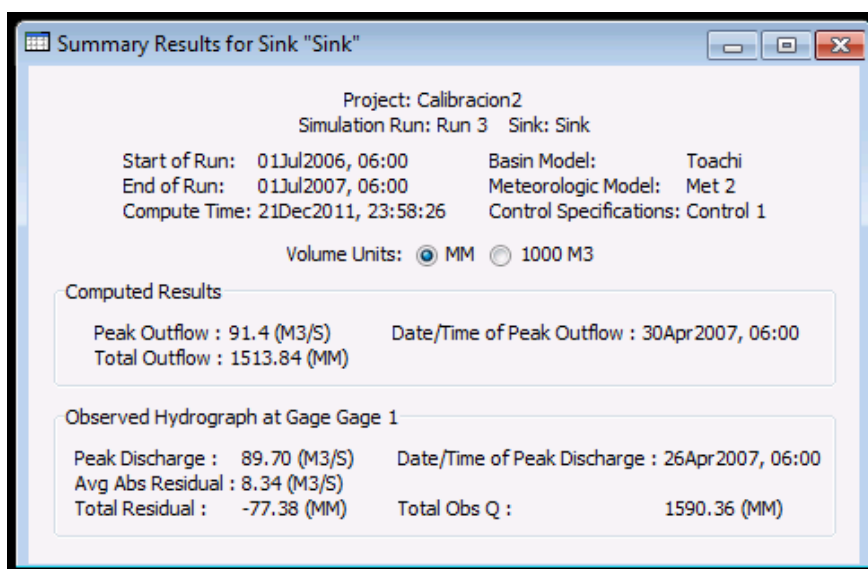 Summary Results for Sink "Sink"
Project: Calibracion2
Simulation Run: Run 3 Sink: Sink
Start of Run: 01Jul2006, 06:00 Basin Model: Toachi
End of Run: 01Jul2007, 06:00 Meteorologic Model: Met 2
Compute Time: 21Dec2011, 23:58:26 Control Specifications: Control 1
Volume Units: MM 1000 M3
Computed Results
Peak Outflow : 91.4 (M3/S) Date/Time of Peak Outflow : 30Apr2007, 06:00
Total Outflow : 1513.84 (MM)
Observed Hydrograph at Gage Gage 1
Peak Discharge : 89.70 (M3/S) Date/Time of Peak Discharge : 26Apr2007, 06:00
Avg Abs Residual : 8.34 (M3/S)
Total Residual : -77.38 (MM) Total Obs Q : 1590.36 (MM)